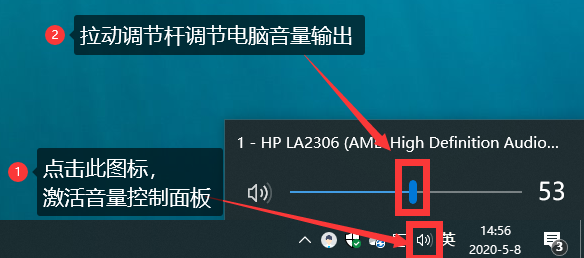 2 拉动调节杆调节电脑音量输出
1 - HP LA2306 (AMD High Definition Audio...
1 点击此图标，
激活音量控制面板
53
英
14:56
2020-5-8
3